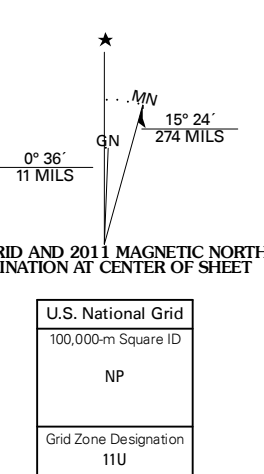 ★
MN
15° 24´
GN
274 MILS
0° 36´
11 MILS
RID AND 2011 MAGNETIC NORTH
INATION AT CENTER OF SHEET
U.S. National Grid
100,000-m Square ID
NP
Grid Zone Designation
11U